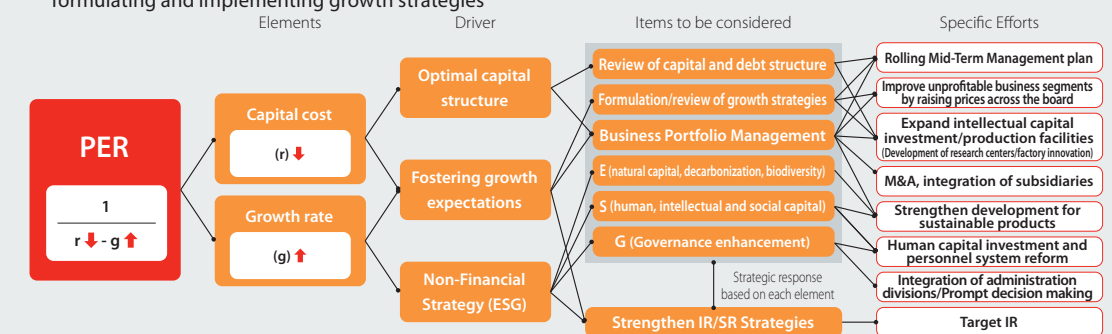 formulating and implementing growth strategies
Elements
Driver
Items to be considered
Specific Efforts
PER
1
r - g
Capital cost
(r)
Growth rate
(g)
Optimal capital
structure
Fostering growth
expectations
Non-Financial
Strategy (ESG)
Review of capital and debt structure
Formulation/review of growth strategies
Business Portfolio Management
E (natural capital, decarbonization, biodiversity)
S (human, intellectual and social capital)
G (Governance enhancement)
Strategic response
based on each element
Strengthen IR/SR Strategies
Rolling Mid-Term Management plan
Improve unprofitable business segments
by raising prices across the board
Expand intellectual capital
investment/production facilities
(Development of research centers/factory innovation)
M&A, integration of subsidiaries
Strengthen development for
sustainable products
Human capital investment and
personnel system reform
Integration of administration
divisions/Prompt decision making
Target IR